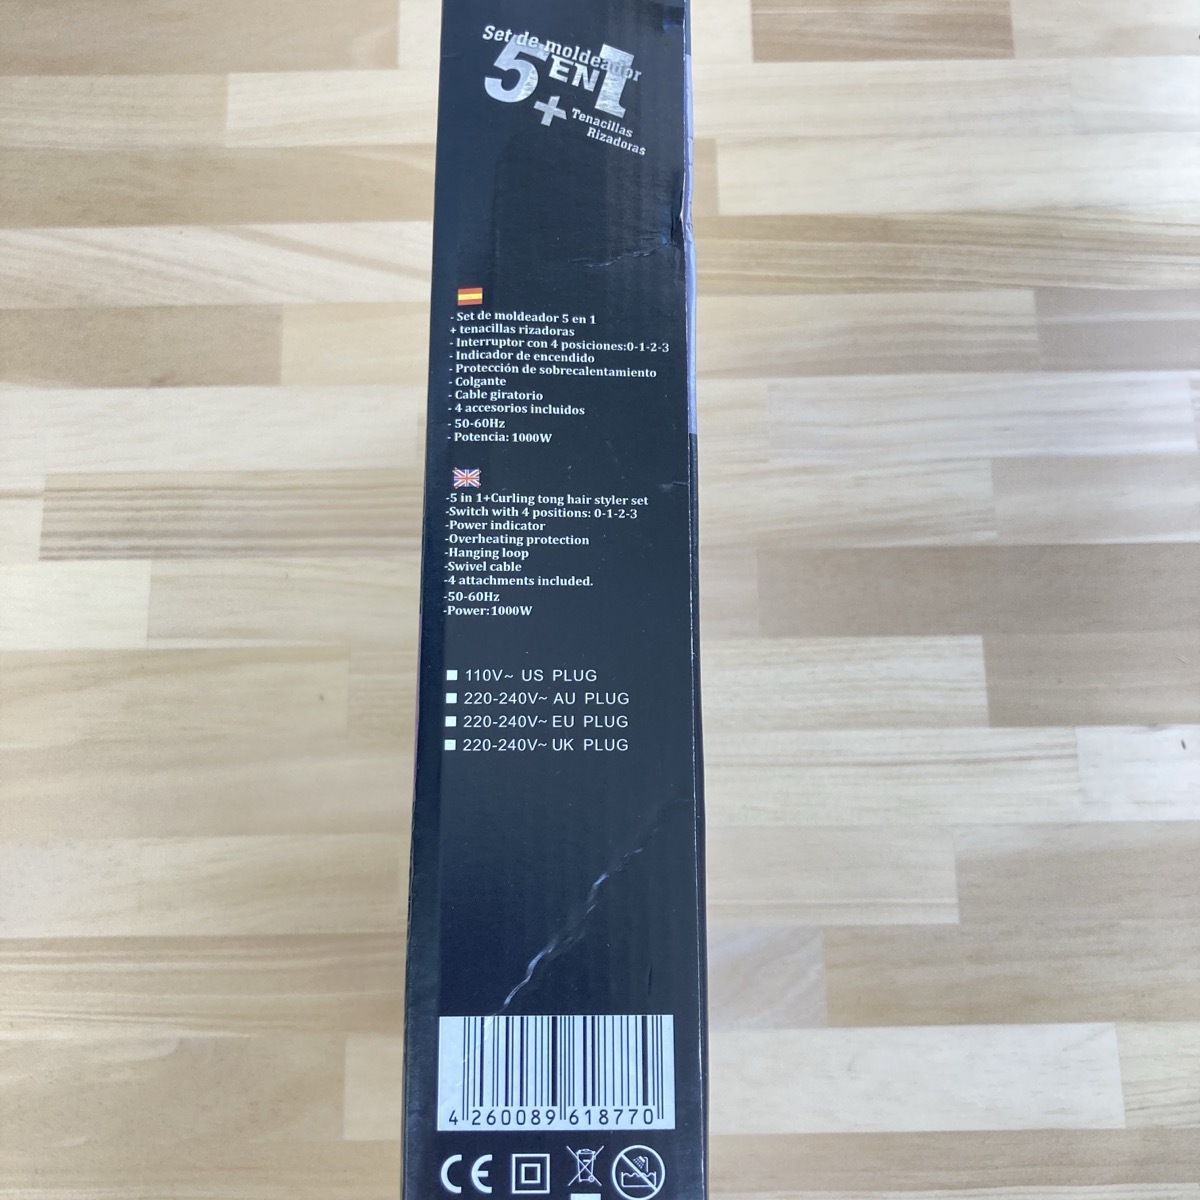 Set de moldeador
5 EN 1
+ Tenacillas
Rizadoras
- Set de moldeador 5 en 1
+ tenacillas rizadoras
- Interruptor con 4 posiciones:0-1-2-3
- Indicador de encendido
- Protección de sobrecalentamiento
- Colgante
- Cable giratorio
- 4 accesorios incluidos
- 50-60Hz
- Potencia: 1000W
-5 in 1+Curling tong hair styler set
-Switch with 4 positions: 0-1-2-3
-Power indicator
-Overheating protection
-Hanging loop
-Swivel cable
-4 attachments included.
-50-60Hz
-Power:1000W
110V~ US PLUG
220-240V~ AU PLUG
220-240V~ EU PLUG
220-240V~ UK PLUG
4 260089 618770
CE